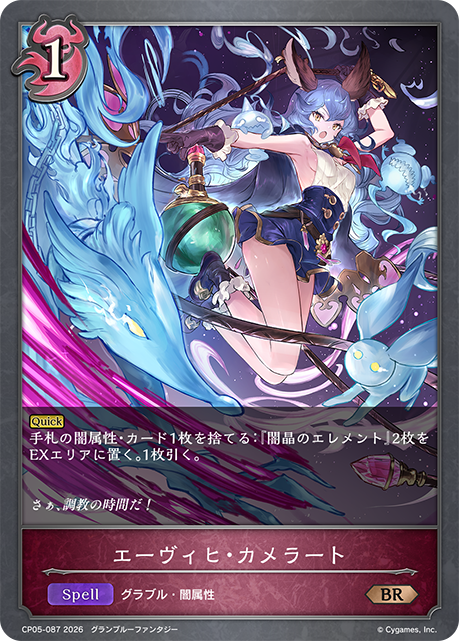 1
Quick
手札の闇属性・カード1枚を捨てる:『闇晶のエレメント』2枚を
EXエリアに置く。1枚引く。
さぁ、調教の時間だ!
エーヴィヒ・カメラート
Spell グラブル・闇属性 BR
CP05-087 2026 グランブルーファンタジー © Cygames, Inc.